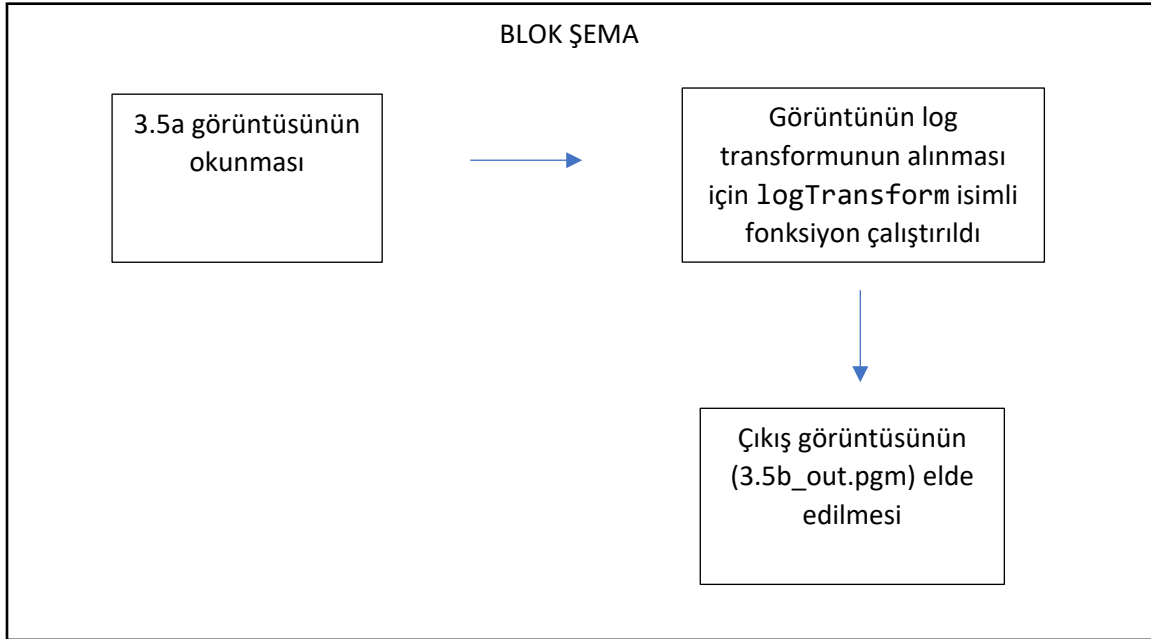 BLOK ŞEMA
3.5a görüntüsünün
okunması
Görüntünün log
transformunun alınması
için logTransform isimli
fonksiyon çalıştırıldı
Çıkış görüntüsünün
(3.5b_out.pgm) elde
edilmesi